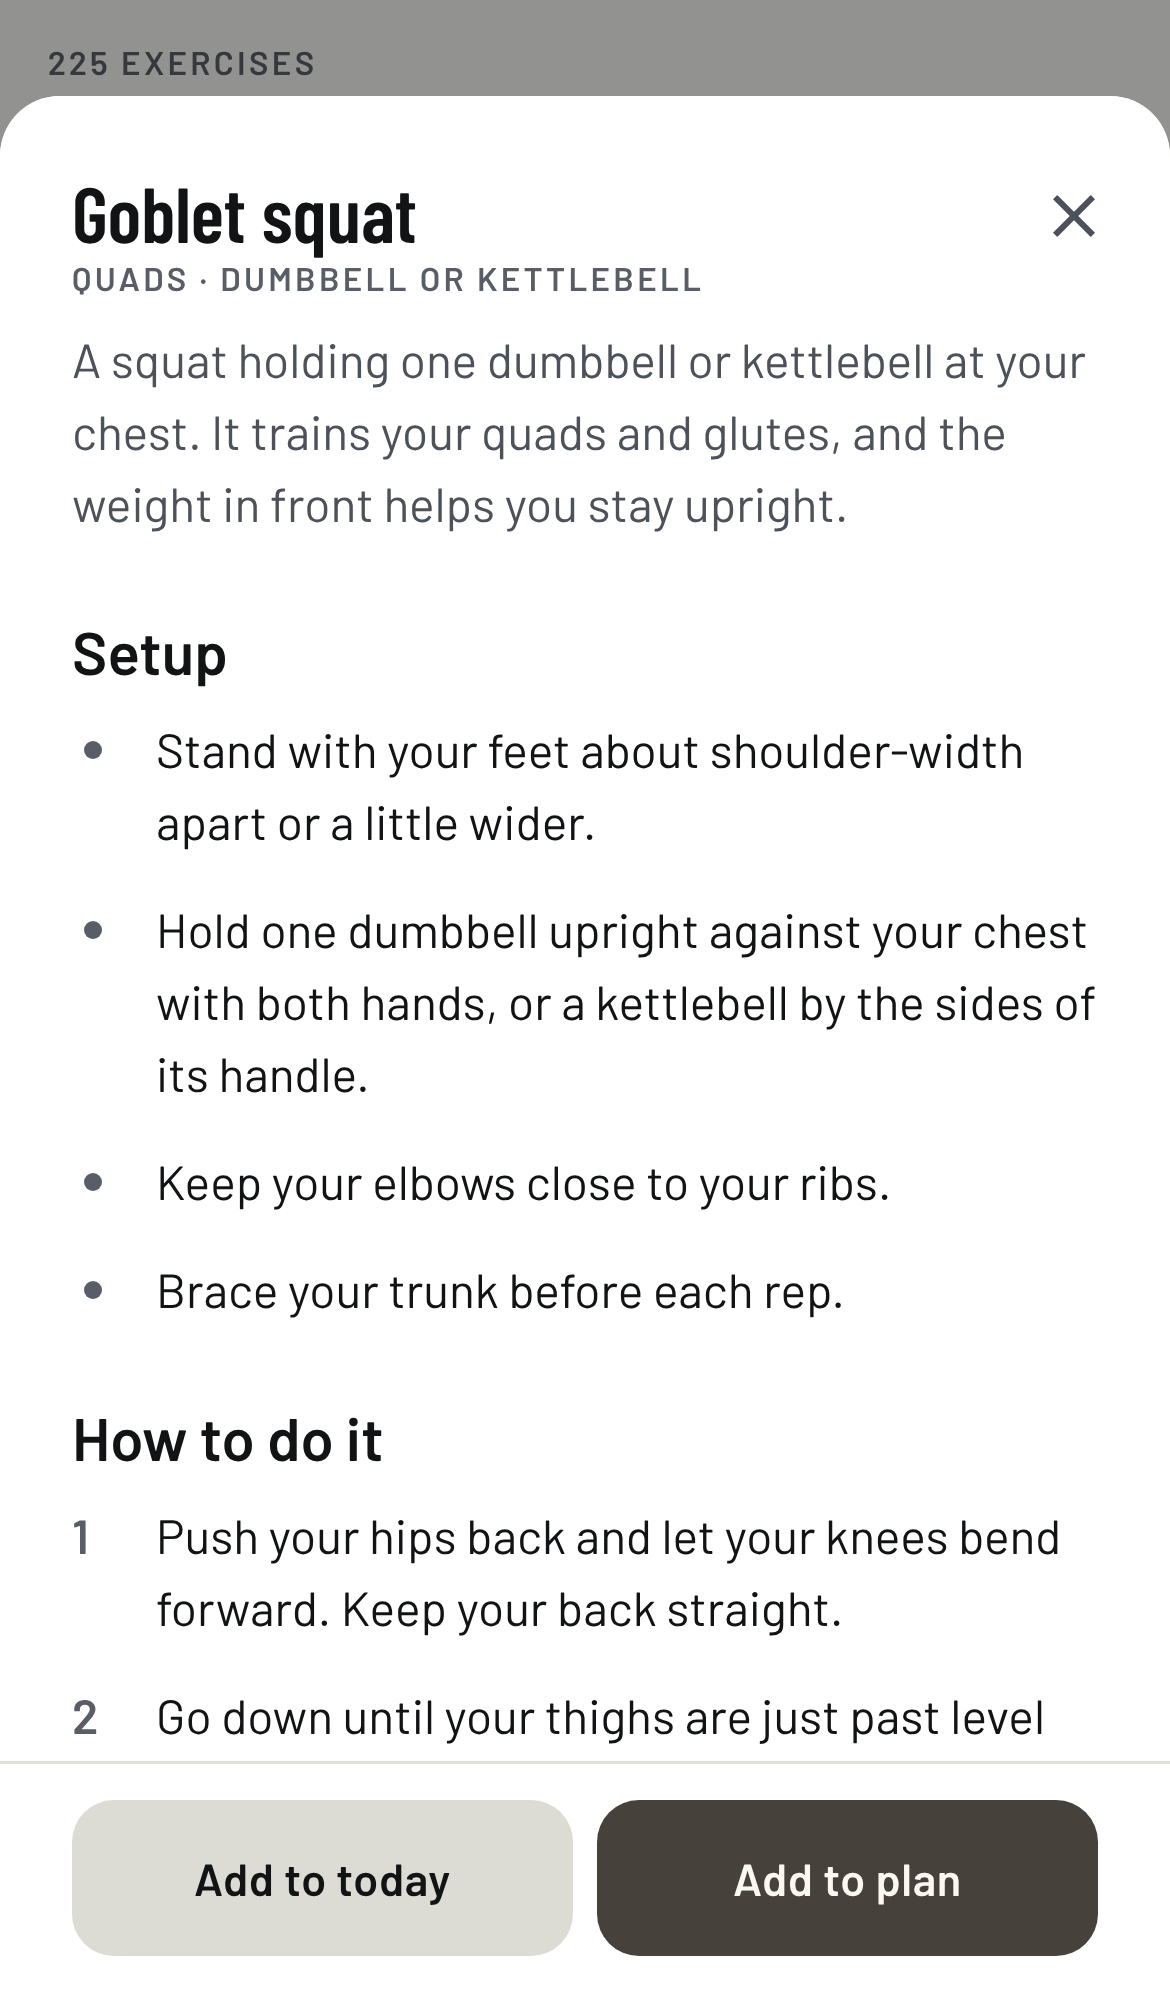 225 EXERCISES
Goblet squat
QUADS · DUMBBELL OR KETTLEBELL
A squat holding one dumbbell or kettlebell at your
chest. It trains your quads and glutes, and the
weight in front helps you stay upright.
Setup
• Stand with your feet about shoulder-width
apart or a little wider.
• Hold one dumbbell upright against your chest
with both hands, or a kettlebell by the sides of
its handle.
• Keep your elbows close to your ribs.
• Brace your trunk before each rep.
How to do it
1 Push your hips back and let your knees bend
forward. Keep your back straight.
2 Go down until your thighs are just past level
Add to today
Add to plan